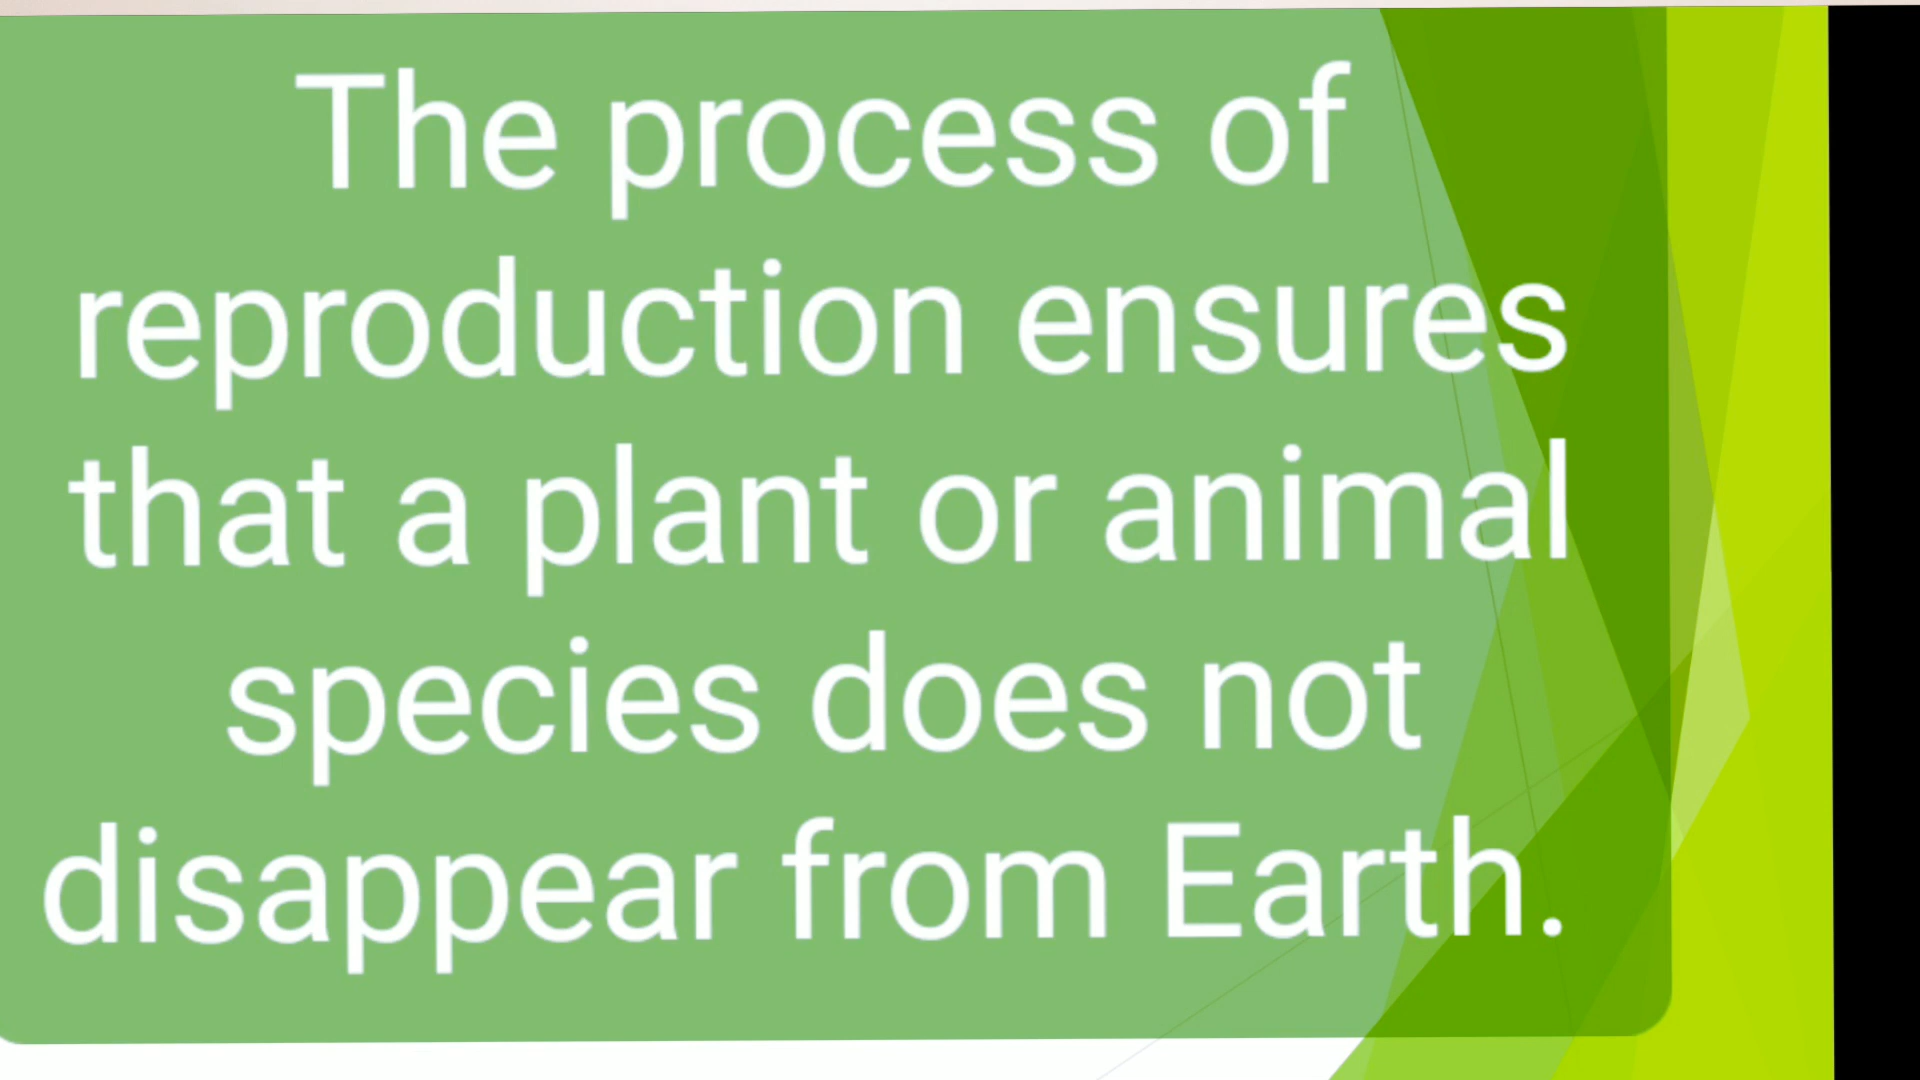 The process of
reproduction ensures
that a plant or animal
species does not
disappear from Earth.